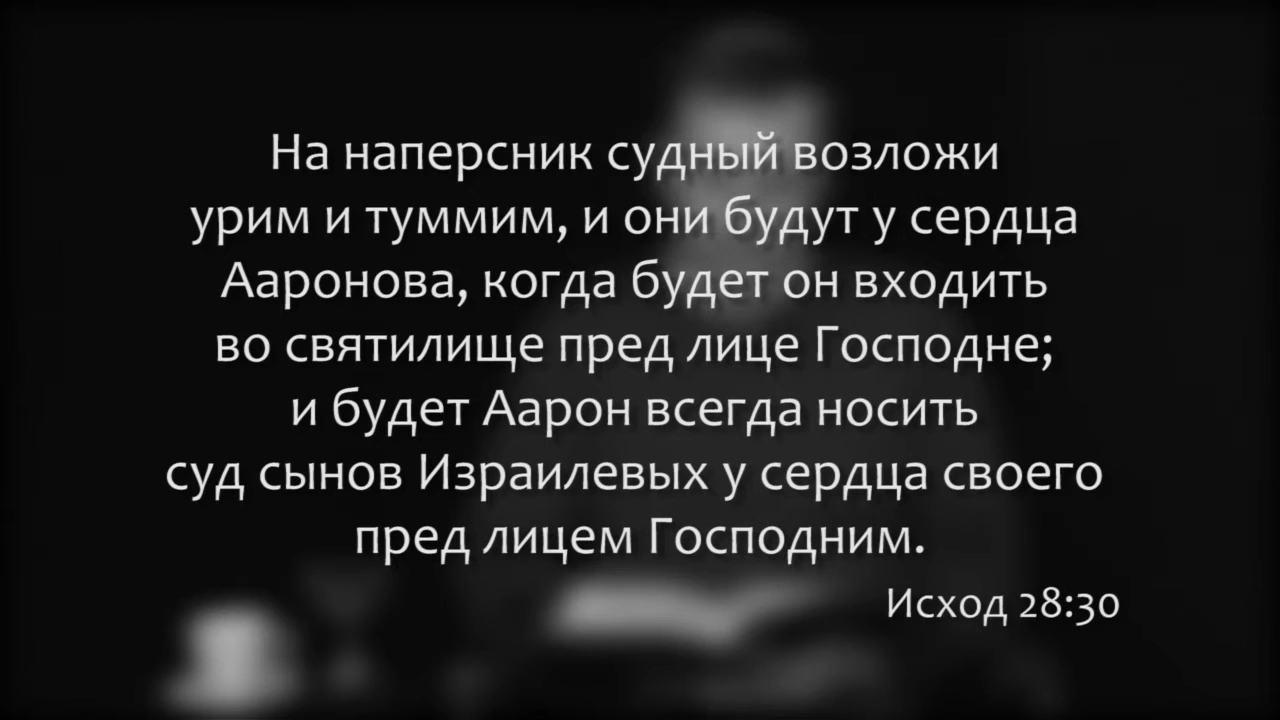 На наперсник судный возложи
урим и туммим, и они будут у сердца
Ааронова, когда будет он входить
во святилище пред лице Господне;
и будет Аарон всегда носить
суд сынов Израилевых у сердца своего
пред лицем Господним.
Исход 28:30